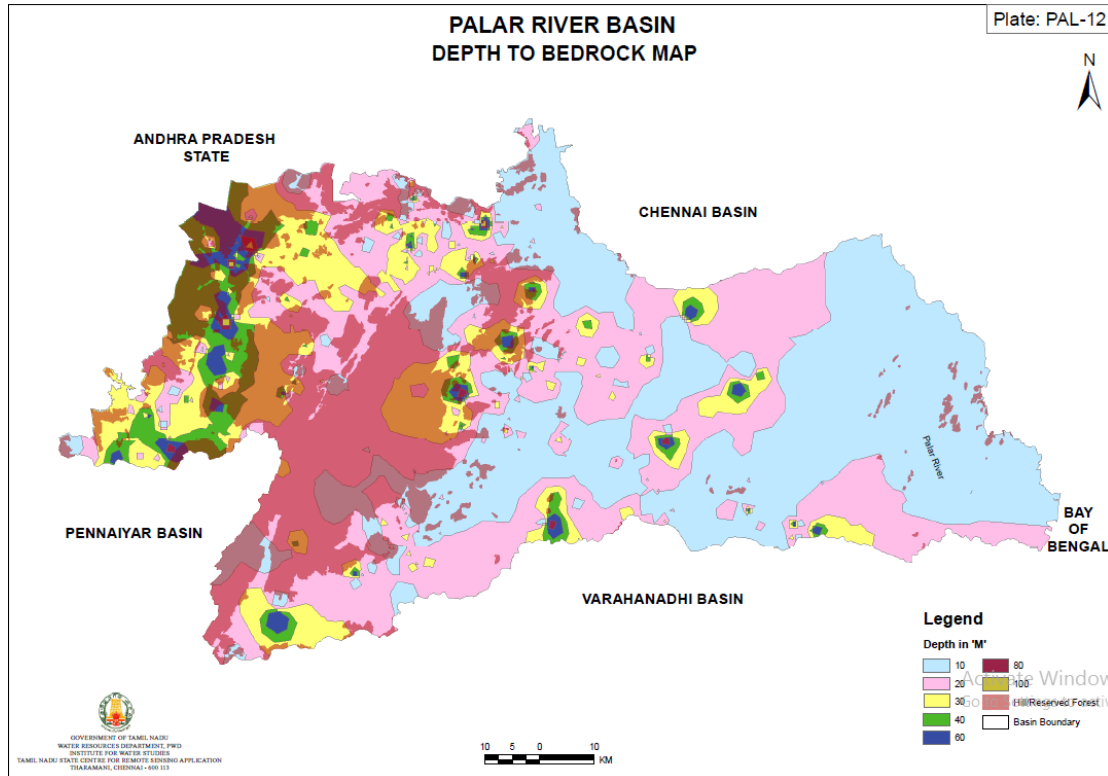 PALAR RIVER BASIN
DEPTH TO BEDROCK MAP
Plate: PAL-12
N
ANDHRA PRADESH
STATE
CHENNAI BASIN
Palar River
PENNAIYAR BASIN
BAY
OF
BENGAL
VARAHANADHI BASIN
Legend
Depth in 'M'
10
20
30
40
60
80
100
Reserved Forest
Basin Boundary
Activate Window
10 5 0 10
KM
GOVERNMENT OF TAMIL NADU
WATER RESOURCES DEPARTMENT, PWD
INSTITUTE FOR WATER STUDIES
TAMIL NADU STATE CENTRE FOR REMOTE SENSING APPLICATION
THARAMANI, CHENNAI - 600 113